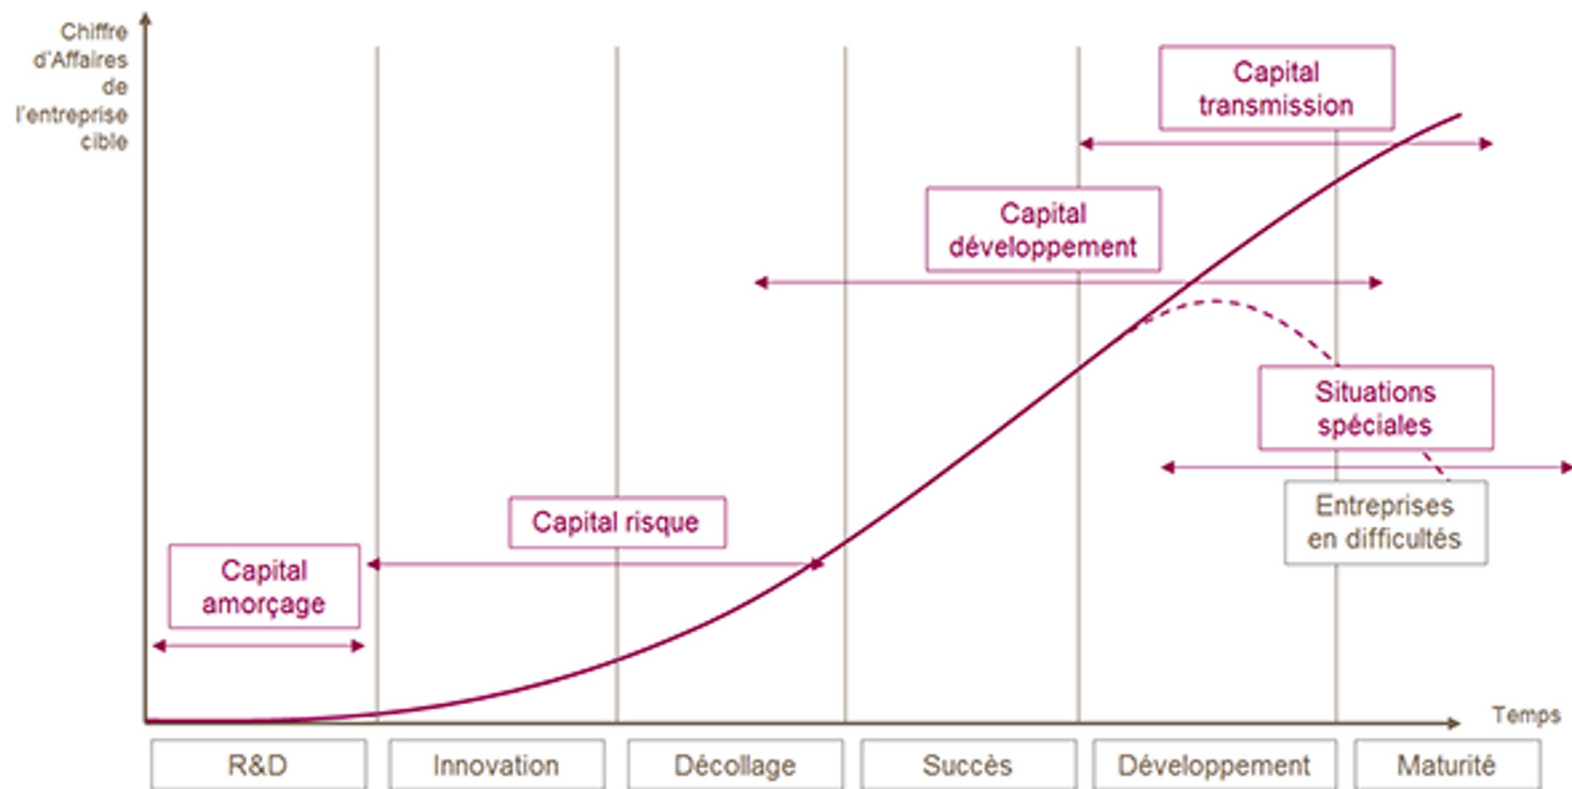 Chiffre
d'Affaires
de
l'entreprise
cible
Capital
transmission
Capital
développement
Situations
spéciales
Entreprises
en difficultés
Capital risque
Capital
amorçage
Temps
R&D
Innovation
Décollage
Succès
Développement
Maturité